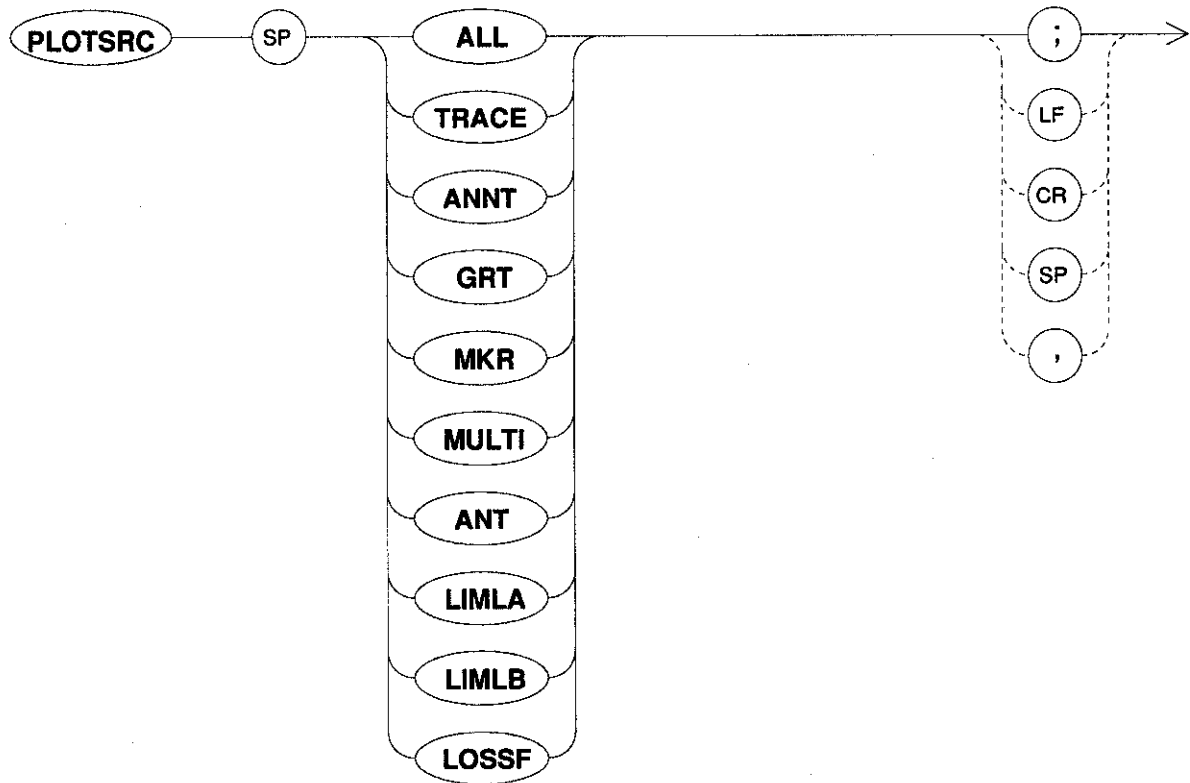 PLOTSRC SP ALL ;
TRACE LF
ANNT CR
GRT SP
MKR ,
MULTI
ANT
LIMLA
LIMLB
LOSSF